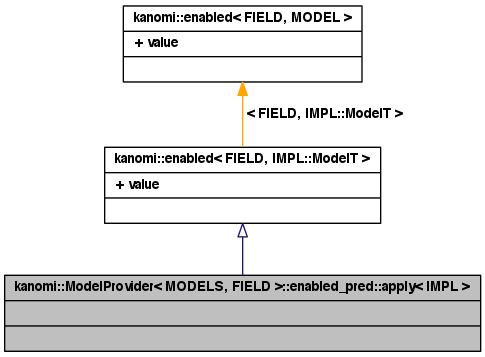 kanomi::enabled< FIELD, MODEL >
+ value
< FIELD, IMPL::ModelT >
kanomi::enabled< FIELD, IMPL::ModelT >
+ value
kanomi::ModelProvider< MODELS, FIELD >::enabled_pred::apply< IMPL >